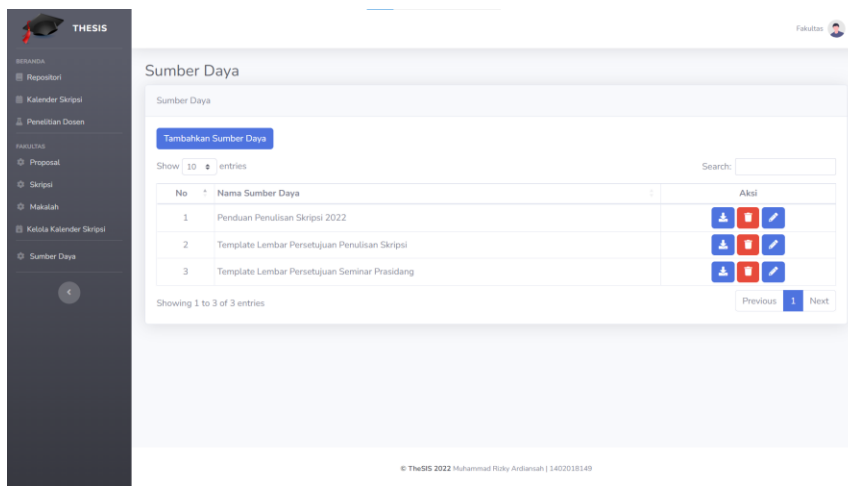 THESIS
Fakultas
BERANDA
Repositori
Kalender Skripsi
Penelitian Dosen
FAKULTAS
Proposal
Skripsi
Makalah
Kelola Kalender Skripsi
Sumber Daya
Sumber Daya
Sumber Daya
Tambahkan Sumber Daya
Show 10 entries
Search:
No Nama Sumber Daya Aksi
1 Penduan Penulisan Skripsi 2022
2 Template Lembar Persetujuan Penulisan Skripsi
3 Template Lembar Persetujuan Seminar Prasidang
Showing 1 to 3 of 3 entries
Previous 1 Next
© TheSIS 2022 Muhammad Rizky Ardiansah | 1402018149